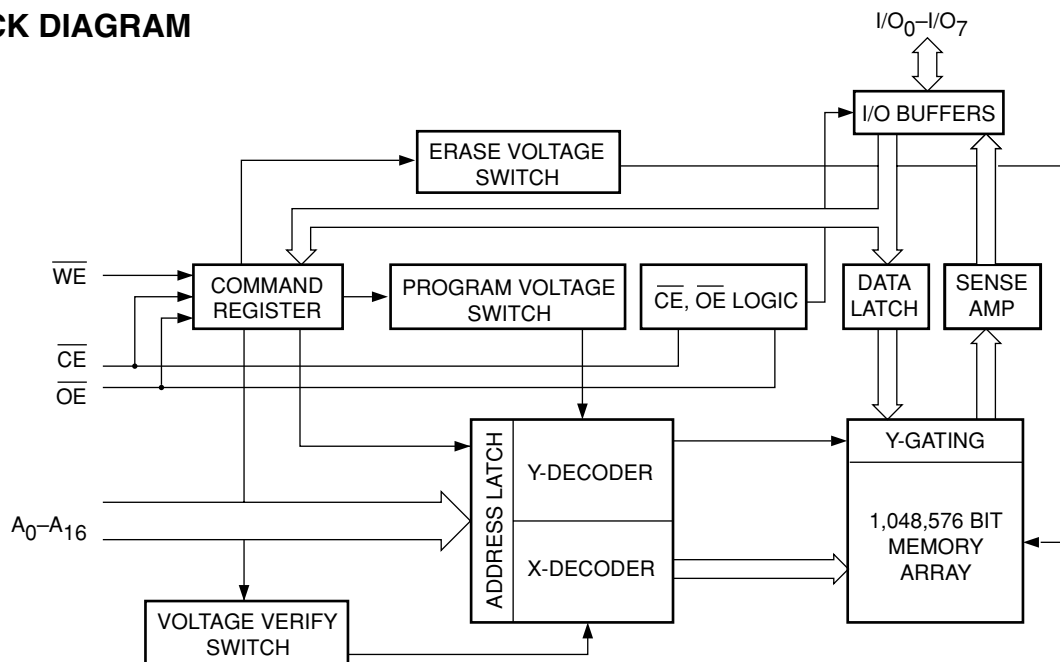 CK DIAGRAM
I/O0–I/O7
I/O BUFFERS
ERASE VOLTAGE
SWITCH
WE
COMMAND
REGISTER
PROGRAM VOLTAGE
SWITCH
CE, OE LOGIC
DATA
LATCH
SENSE
AMP
CE
OE
ADDRESS LATCH
Y-DECODER
Y-GATING
A0–A16
X-DECODER
1,048,576 BIT
MEMORY
ARRAY
VOLTAGE VERIFY
SWITCH